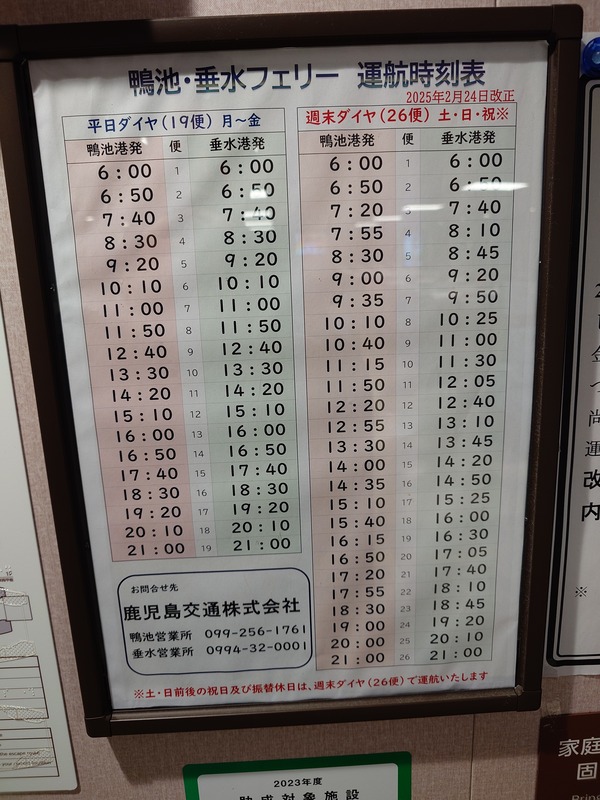 鴨池・垂水フェリー 運航時刻表
2025年2月24日改正
平日ダイヤ(19便) 月～金
鴨池港発 便 垂水港発
6:00 1 6:00
6:50 2 6:50
7:40 3 7:40
8:30 4 8:30
9:20 5 9:20
10:10 6 10:10
11:00 7 11:00
11:50 8 11:50
12:40 9 12:40
13:30 10 13:30
14:20 11 14:20
15:10 12 15:10
16:00 13 16:00
16:50 14 16:50
17:40 15 17:40
18:30 16 18:30
19:20 17 19:20
20:10 18 20:10
21:00 19 21:00
週末ダイヤ(26便) 土・日・祝※
鴨池港発 便 垂水港発
6:00 1 6:00
6:50 2 6:50
7:20 3 7:40
7:55 4 8:10
8:30 5 8:45
9:00 6 9:20
9:35 7 9:50
10:10 8 10:25
10:40 9 11:00
11:15 10 11:30
11:50 11 12:05
12:20 12 12:40
12:55 13 13:10
13:30 14 13:45
14:00 15 14:20
14:35 16 14:50
15:10 17 15:25
15:40 18 16:00
16:15 19 16:30
16:50 20 17:05
17:20 21 17:40
17:55 22 18:10
18:30 23 18:45
19:00 24 19:20
20:00 25 20:10
21:00 26 21:00
お問合せ先
鹿児島交通株式会社
鴨池営業所 099-256-1761
垂水営業所 0994-32-0001
※土・日前後の祝日及び振替休日は、週末ダイヤ(26便)で運航いたします
2023年度
助成対象施設
家庭
固